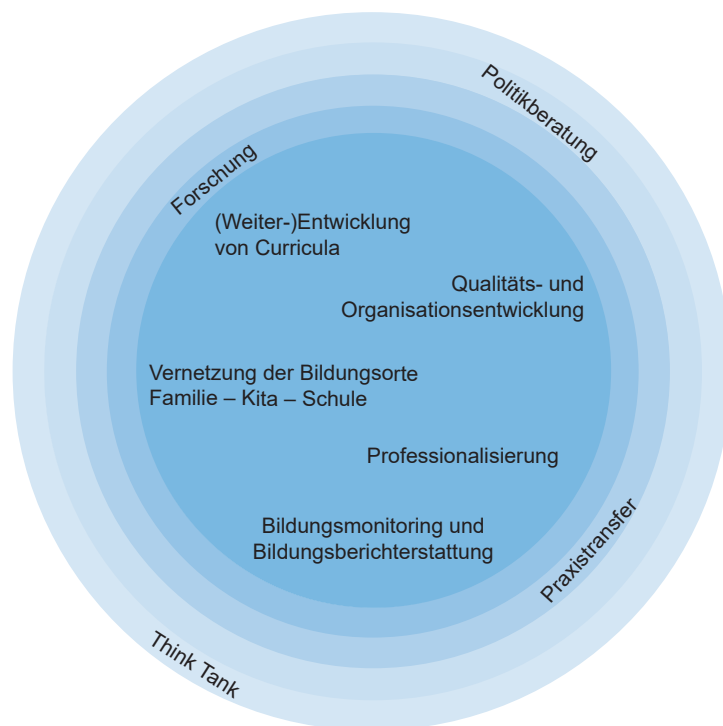 Politikberatung
Forschung
(Weiter-)Entwicklung
von Curricula
Qualitäts- und
Organisationsentwicklung
Vernetzung der Bildungsorte
Familie – Kita – Schule
Professionalisierung
Bildungsmonitoring und
Bildungsberichterstattung
Praxistransfer
Think Tank